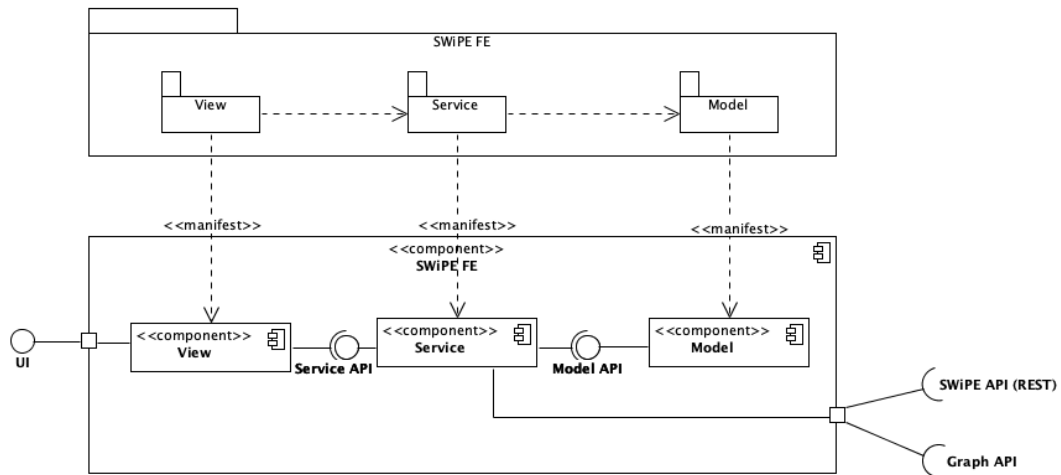 SWiPE FE
View
Service
Model
<<manifest>>
<<manifest>>
<<manifest>>
<<component>>
SWiPE FE
<<component>>
View
<<component>>
Service
<<component>>
Model
UI
Service API
Model API
SWiPE API (REST)
Graph API